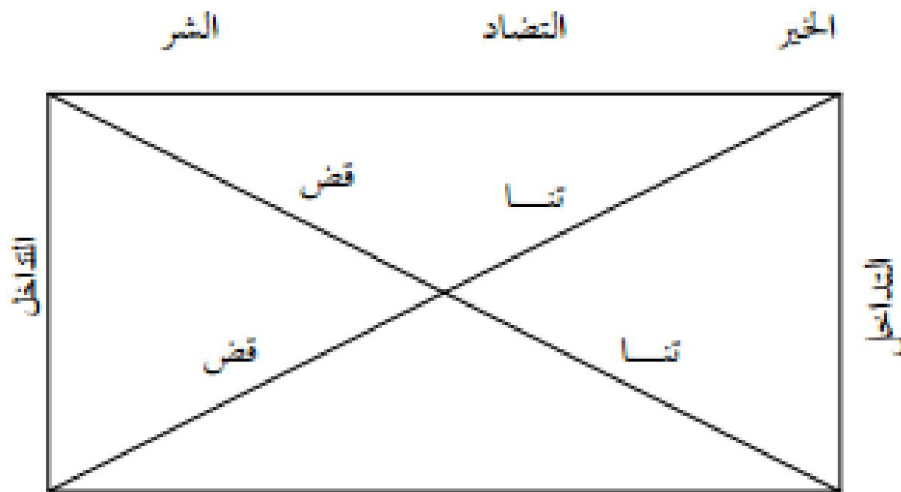 الخير التضاد الشر
تنـــا قض
التداخل التداخل
تنـــا قض